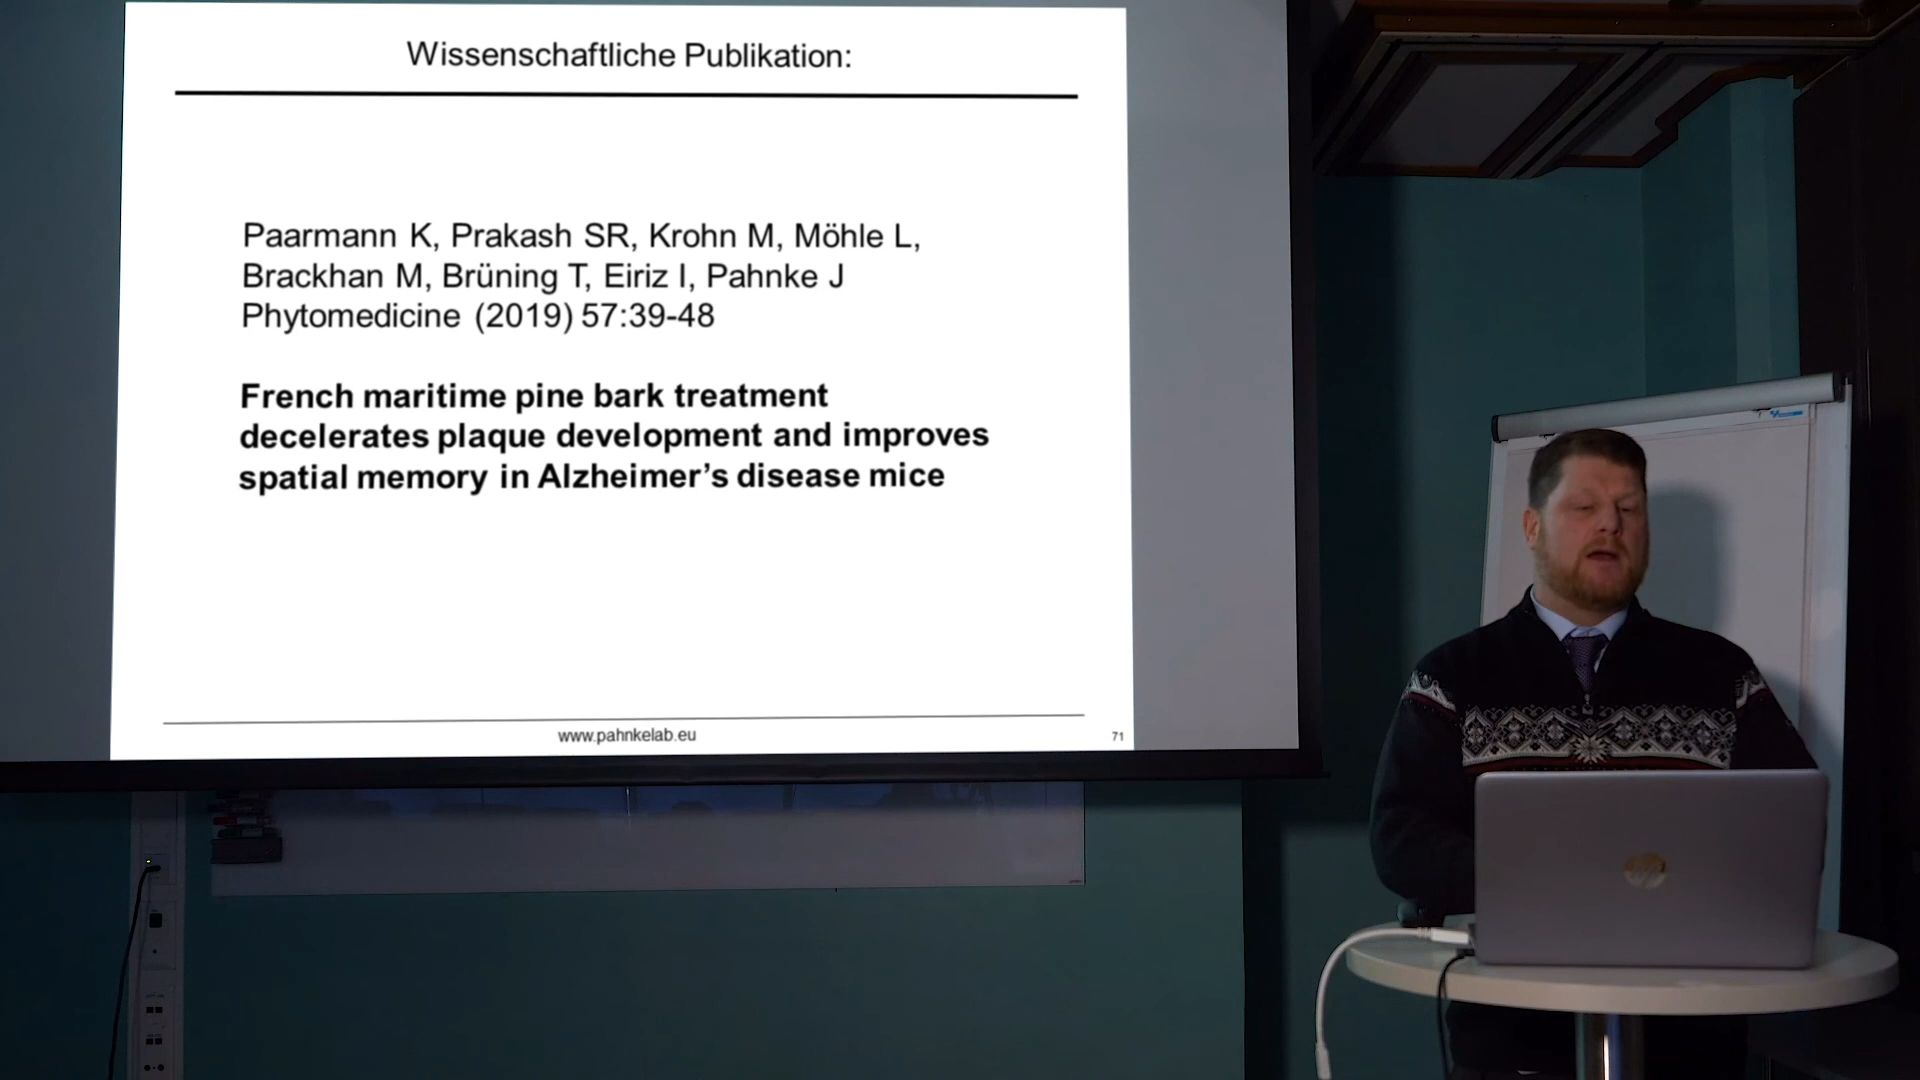 Wissenschaftliche Publikation:
Paarmann K, Prakash SR, Krohn M, Möhle L,
Brackhan M, Brüning T, Eiriz I, Pahnke J
Phytomedicine (2019) 57:39-48
French maritime pine bark treatment
decelerates plaque development and improves
spatial memory in Alzheimer’s disease mice
www.pahnkelab.eu
71
hp